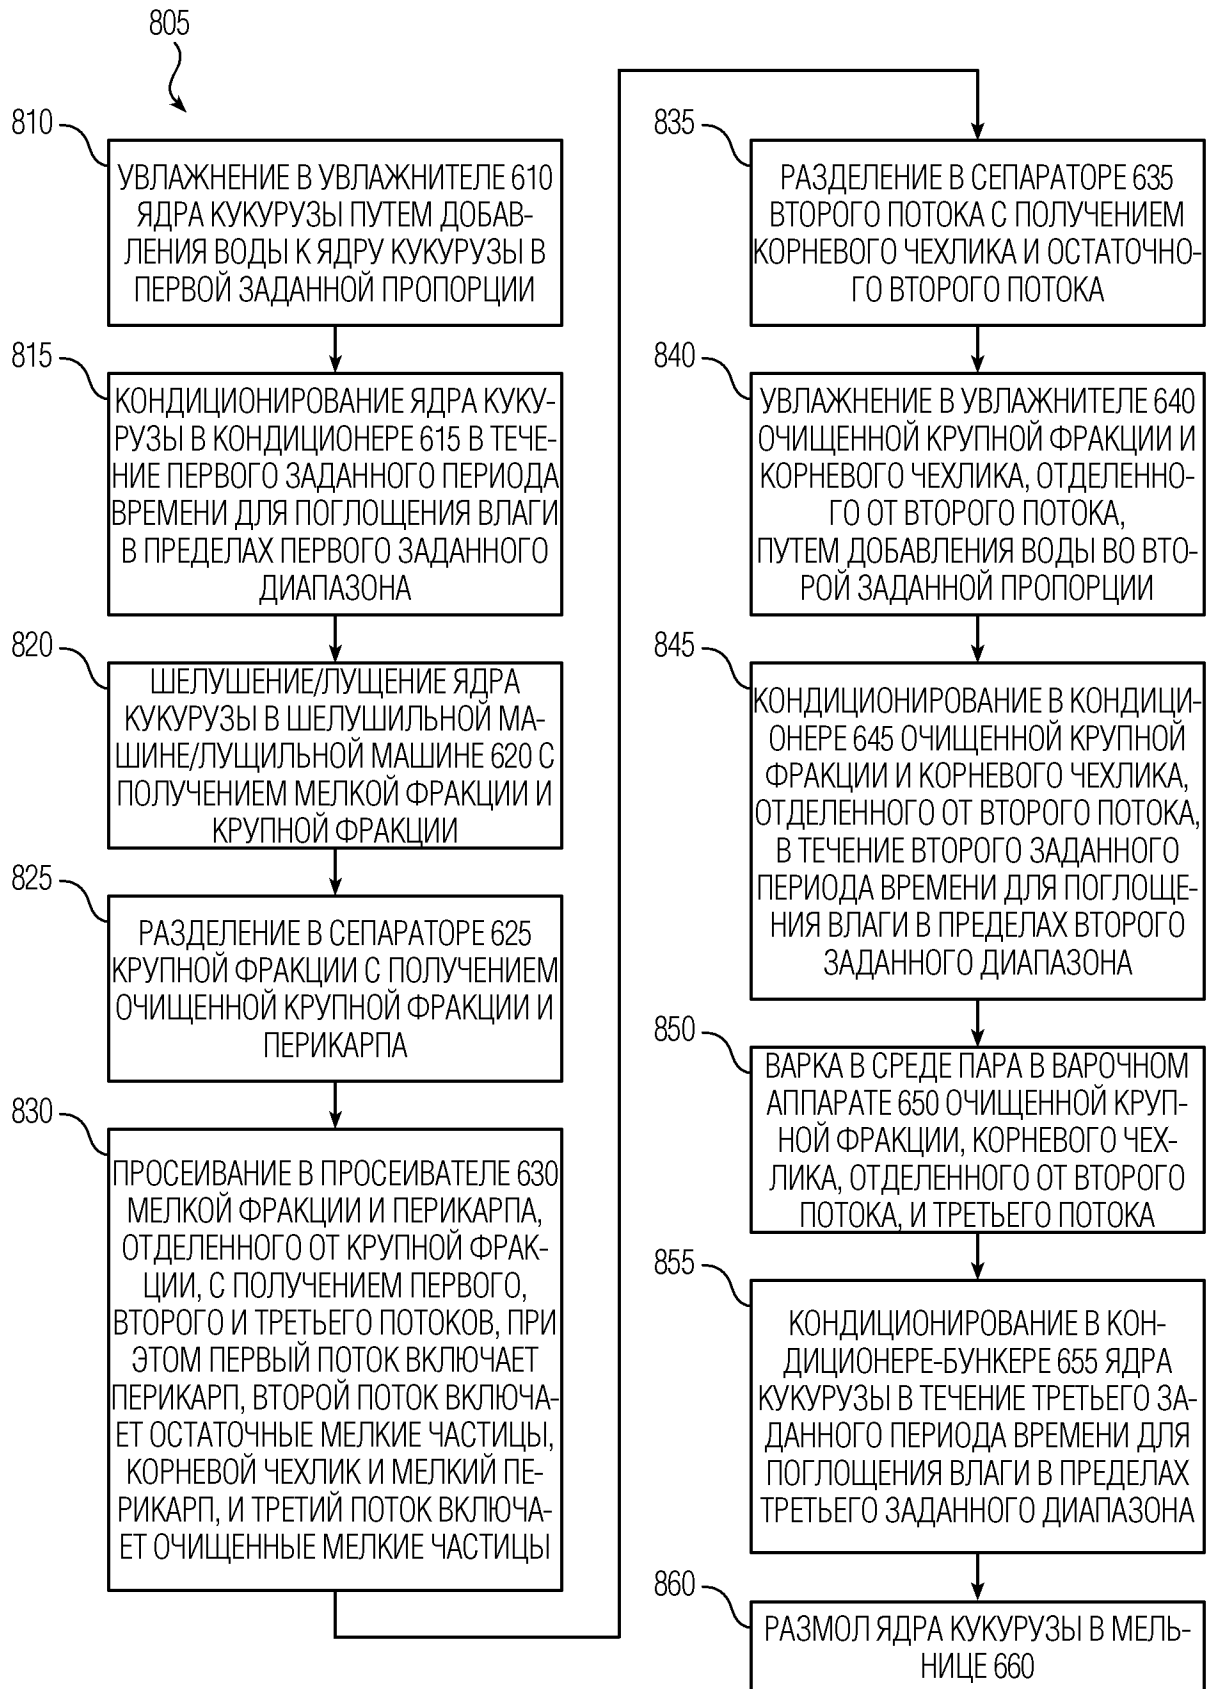 805
810
УВЛАЖНЕНИЕ В УВЛАЖНИТЕЛЕ 610
ЯДРА КУКУРУЗЫ ПУТЕМ ДОБАВ-
ЛЕНИЯ ВОДЫ К ЯДРУ КУКУРУЗЫ В
ПЕРВОЙ ЗАДАННОЙ ПРОПОРЦИИ
815
КОНДИЦИОНИРОВАНИЕ ЯДРА КУКУ-
РУЗЫ В КОНДИЦИОНЕРЕ 615 В ТЕЧЕ-
НИЕ ПЕРВОГО ЗАДАННОГО ПЕРИОДА
ВРЕМЕНИ ДЛЯ ПОГЛОЩЕНИЯ ВЛАГИ
В ПРЕДЕЛАХ ПЕРВОГО ЗАДАННОГО
ДИАПАЗОНА
820
ШЕЛУШЕНИЕ/ЛУЩЕНИЕ ЯДРА
КУКУРУЗЫ В ШЕЛУШИЛЬНОЙ МА-
ШИНЕ/ЛУЩИЛЬНОЙ МАШИНЕ 620 С
ПОЛУЧЕНИЕМ МЕЛКОЙ ФРАКЦИИ И
КРУПНОЙ ФРАКЦИИ
825
РАЗДЕЛЕНИЕ В СЕПАРАТОРЕ 625
КРУПНОЙ ФРАКЦИИ С ПОЛУЧЕНИЕМ
ОЧИЩЕННОЙ КРУПНОЙ ФРАКЦИИ И
ПЕРИКАРПА
830
ПРОСЕИВАНИЕ В ПРОСЕИВАТЕЛЕ 630
МЕЛКОЙ ФРАКЦИИ И ПЕРИКАРПА,
ОТДЕЛЕННОГО ОТ КРУПНОЙ ФРАК-
ЦИИ, С ПОЛУЧЕНИЕМ ПЕРВОГО,
ВТОРОГО И ТРЕТЬЕГО ПОТОКОВ, ПРИ
ЭТОМ ПЕРВЫЙ ПОТОК ВКЛЮЧАЕТ
ПЕРИКАРП, ВТОРОЙ ПОТОК ВКЛЮЧА-
ЕТ ОСТАТОЧНЫЕ МЕЛКИЕ ЧАСТИЦЫ,
КОРНЕВОЙ ЧЕХЛИК И МЕЛКИЙ ПЕ-
РИКАРП, И ТРЕТИЙ ПОТОК ВКЛЮЧА-
ЕТ ОЧИЩЕННЫЕ МЕЛКИЕ ЧАСТИЦЫ
835
РАЗДЕЛЕНИЕ В СЕПАРАТОРЕ 635
ВТОРОГО ПОТОКА С ПОЛУЧЕНИЕМ
КОРНЕВОГО ЧЕХЛИКА И ОСТАТОЧНО-
ГО ВТОРОГО ПОТОКА
840
УВЛАЖНЕНИЕ В УВЛАЖНИТЕЛЕ 640
ОЧИЩЕННОЙ КРУПНОЙ ФРАКЦИИ И
КОРНЕВОГО ЧЕХЛИКА, ОТДЕЛЕННО-
ГО ОТ ВТОРОГО ПОТОКА,
ПУТЕМ ДОБАВЛЕНИЯ ВОДЫ ВО ВТО-
РОЙ ЗАДАННОЙ ПРОПОРЦИИ
845
КОНДИЦИОНИРОВАНИЕ В КОНДИЦИ-
ОНЕРЕ 645 ОЧИЩЕННОЙ КРУПНОЙ
ФРАКЦИИ И КОРНЕВОГО ЧЕХЛИКА,
ОТДЕЛЕННОГО ОТ ВТОРОГО ПОТОКА,
В ТЕЧЕНИЕ ВТОРОГО ЗАДАННОГО
ПЕРИОДА ВРЕМЕНИ ДЛЯ ПОГЛОЩЕ-
НИЯ ВЛАГИ В ПРЕДЕЛАХ ВТОРОГО
ЗАДАННОГО ДИАПАЗОНА
850
ВАРКА В СРЕДЕ ПАРА В ВАРОЧНОМ
АППАРАТЕ 650 ОЧИЩЕННОЙ КРУП-
НОЙ ФРАКЦИИ, КОРНЕВОГО ЧЕХ-
ЛИКА, ОТДЕЛЕННОГО ОТ ВТОРОГО
ПОТОКА, И ТРЕТЬЕГО ПОТОКА
855
КОНДИЦИОНИРОВАНИЕ В КОН-
ДИЦИОНЕРЕ-БУНКЕРЕ 655 ЯДРА
КУКУРУЗЫ В ТЕЧЕНИЕ ТРЕТЬЕГО ЗА-
ДАННОГО ПЕРИОДА ВРЕМЕНИ ДЛЯ
ПОГЛОЩЕНИЯ ВЛАГИ В ПРЕДЕЛАХ
ТРЕТЬЕГО ЗАДАННОГО ДИАПАЗОНА
860
РАЗМОЛ ЯДРА КУКУРУЗЫ В МЕЛЬ-
НИЦЕ 660